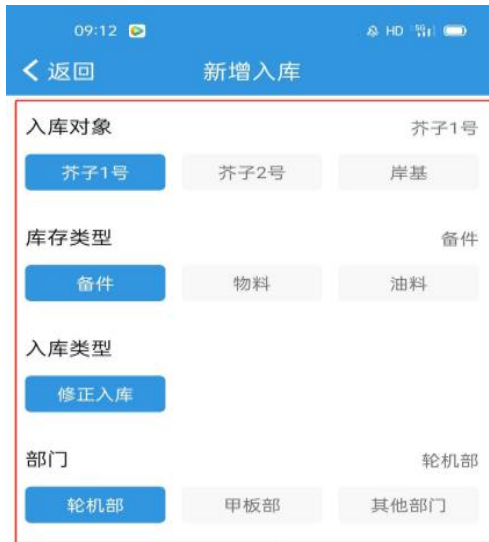 09:12 HD 5G
返回 新增入库
入库对象 芥子1号
芥子1号 芥子2号 岸基
库存类型 备件
备件 物料 油料
入库类型
修正入库
部门 轮机部
轮机部 甲板部 其他部门